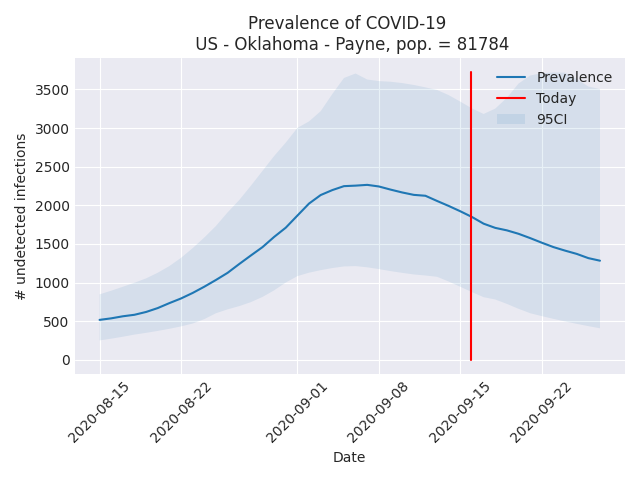 Prevalence of COVID-19
US - Oklahoma - Payne, pop. = 81784
Prevalence
Today
95CI
# undetected infections
3500
3000
2500
2000
1500
1000
500
0
2020-08-15
2020-08-22
2020-09-01
2020-09-08
2020-09-15
2020-09-22
Date